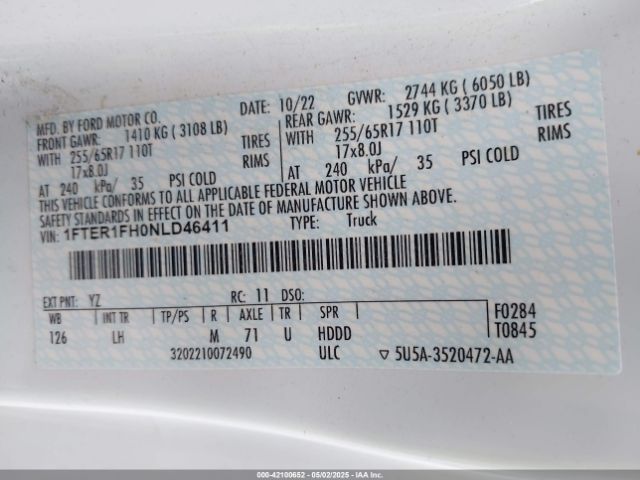 MFD. BY FORD MOTOR CO. DATE: 10/22 GVWR: 2744 KG ( 6050 LB)
FRONT GAWR: 1410 KG ( 3108 LB) REAR GAWR: 1529 KG ( 3370 LB)
WITH 255/65R17 110T TIRES WITH 255/65R17 110T TIRES
17x8.0J RIMS 17x8.0J RIMS
AT 240 kPa/ 35 PSI COLD AT 240 kPa/ 35 PSI COLD
THIS VEHICLE CONFORMS TO ALL APPLICABLE FEDERAL MOTOR VEHICLE
SAFETY STANDARDS IN EFFECT ON THE DATE OF MANUFACTURE SHOWN ABOVE.
VIN: 1FTER1FH0NLD46411 TYPE: Truck
EXT PNT: YZ RC: 11 DSO:
WB INT TR TP/PS R AXLE TR SPR F0284
126 LH M 71 U HDDD T0845
3202210072490 ULC ▽ 5U5A-3520472-AA
000-42100652 - 05/02/2025 - IAA Inc.